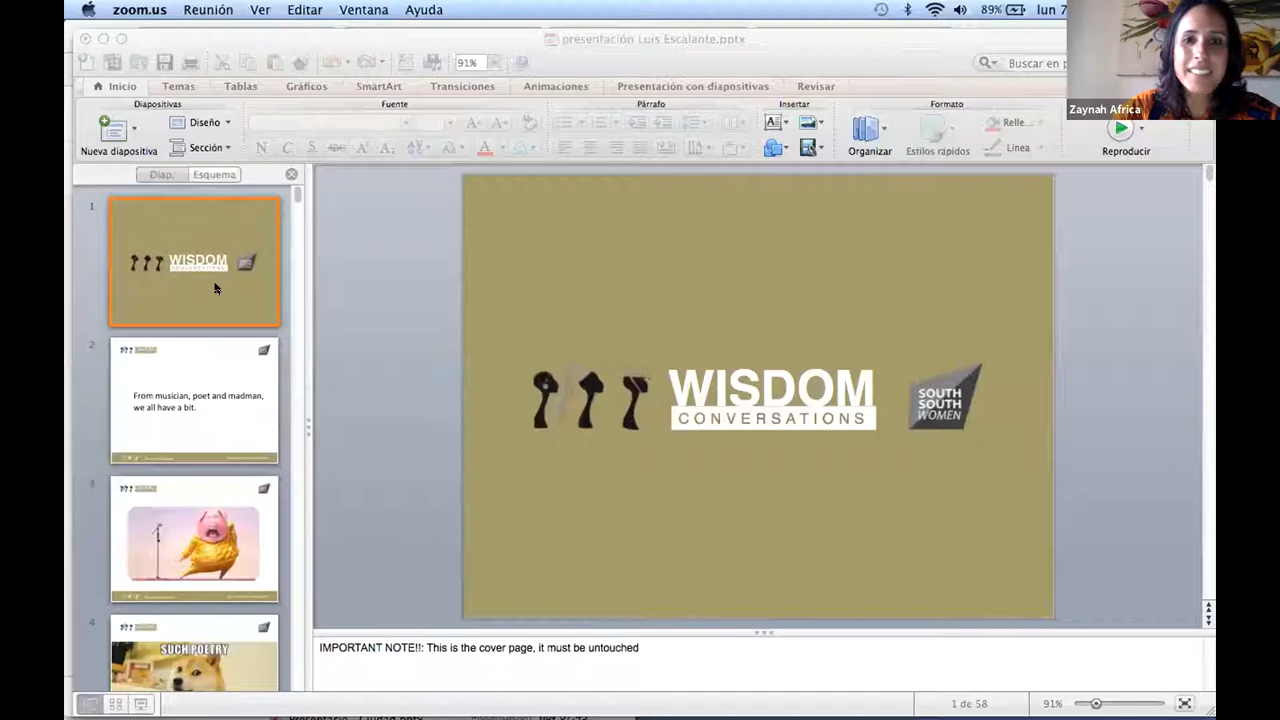 zoom.us Reunión Ver Editar Ventana Ayuda 89% lun 7
presentación Luis Escalante.pptx
91% Buscar en p
Zaynah Africa
Inicio Temas Tablas Gráficos SmartArt Transiciones Animaciones Presentación con diapositivas Revisar
Diapositivas Fuente Párrafo Insertar Formato
Diseño Relle
Nueva diapositiva Sección Organizar Estilos rápidos Línea Reproducir
Diap. Esquema
1
WISDOM
CONVERSATIONS
2
From musician, poet and madman,
we all have a bit.
3
4
SUCH POETRY
WISDOM
CONVERSATIONS
SOUTH
SOUTH
WOMEN
IMPORTANT NOTE!!: This is the cover page, it must be untouched
1 de 58 91%